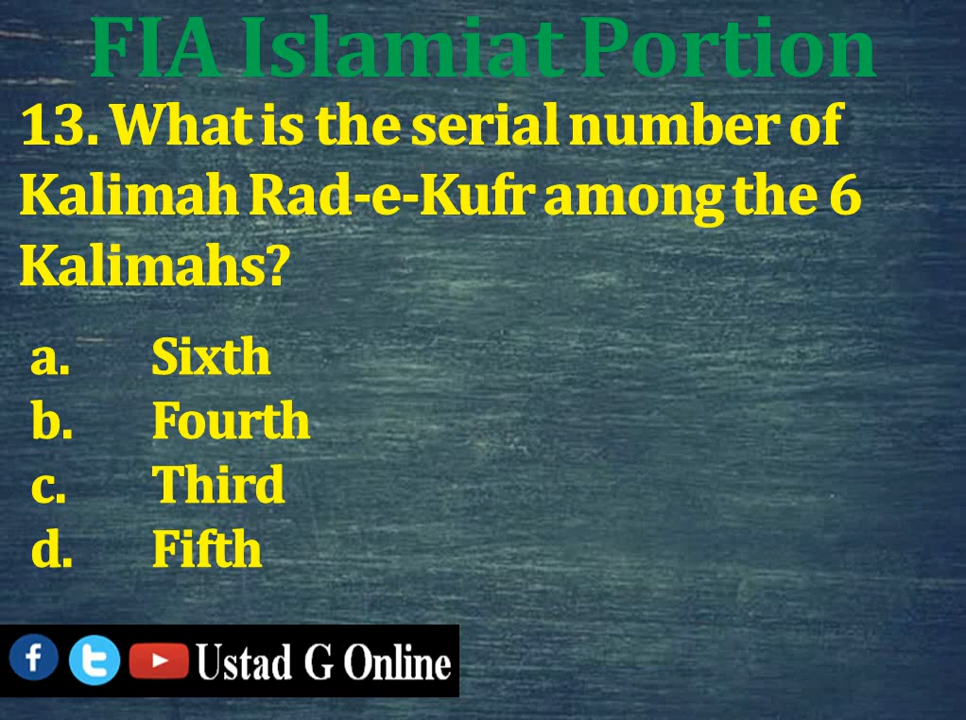 FIA Islamiat Portion
13. What is the serial number of
Kalimah Rad-e-Kufr among the 6
Kalimahs?
a. Sixth
b. Fourth
c. Third
d. Fifth
Ustad G Online